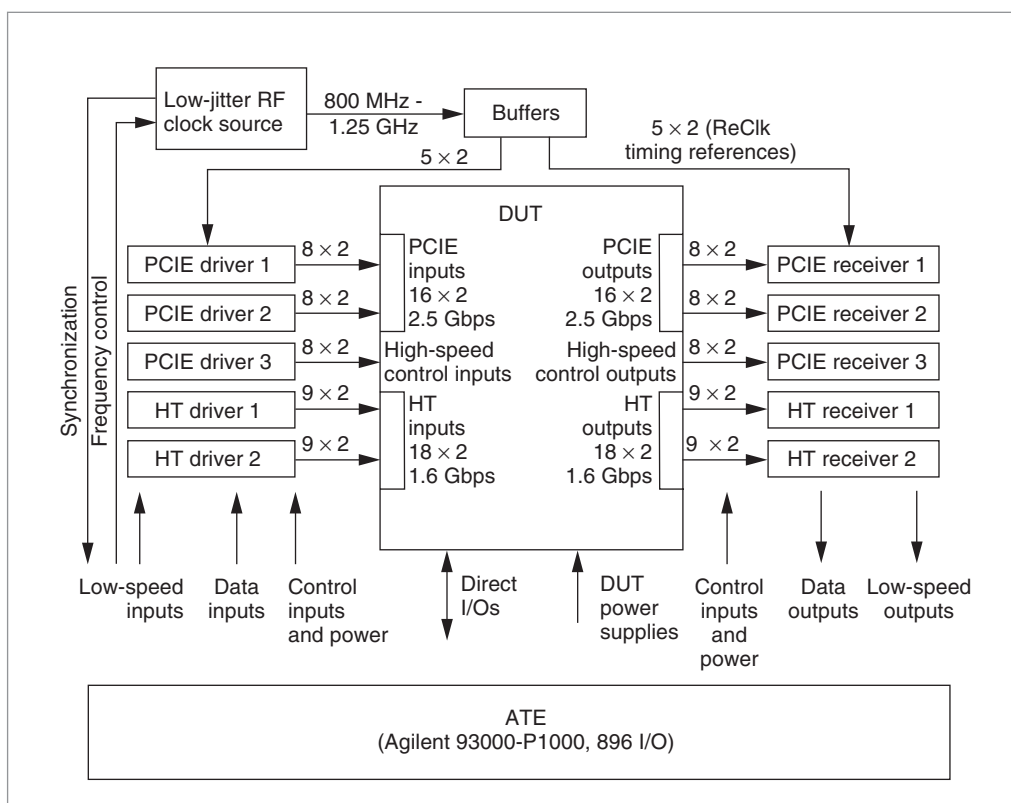 Low-jitter RF
clock source
800 MHz -
1.25 GHz
Buffers
5 × 2 (ReClk
timing references)
5 × 2
DUT
Synchronization
Frequency control
PCIE driver 1
8 × 2
PCIE
inputs
16 × 2
2.5 Gbps
PCIE
outputs
16 × 2
2.5 Gbps
8 × 2
PCIE receiver 1
PCIE driver 2
8 × 2
8 × 2
PCIE receiver 2
PCIE driver 3
8 × 2
High-speed
control inputs
High-speed
control outputs
8 × 2
PCIE receiver 3
HT driver 1
9 × 2
HT
inputs
18 × 2
1.6 Gbps
HT
outputs
18 × 2
1.6 Gbps
9 × 2
HT receiver 1
HT driver 2
9 × 2
9 × 2
HT receiver 2
Low-speed
inputs
Data
inputs
Control
inputs
and power
Direct
I/Os
DUT
power
supplies
Control
inputs
and
power
Data
outputs
Low-speed
outputs
ATE
(Agilent 93000-P1000, 896 I/O)